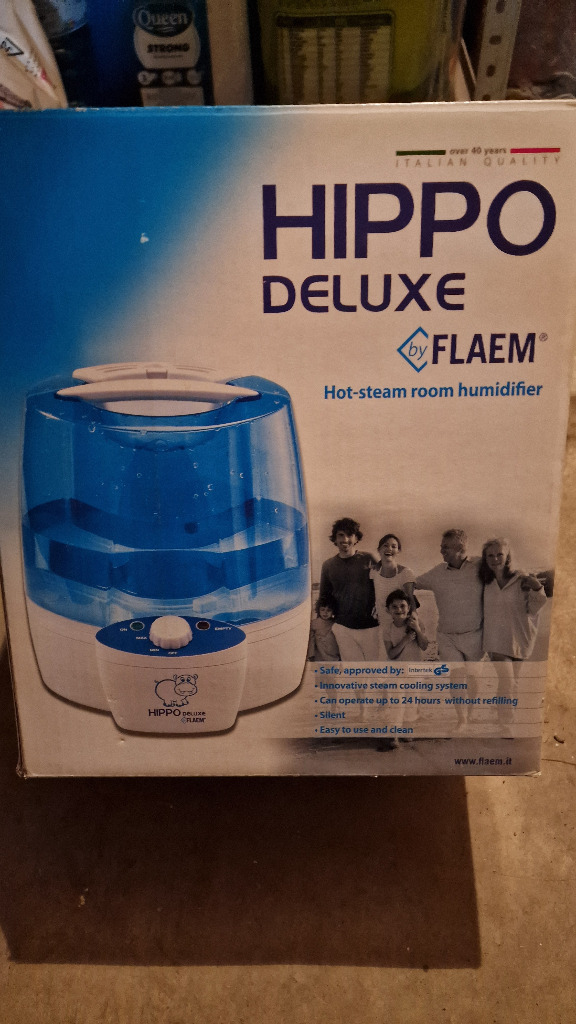 Queen
STRONG
over 40 years
ITALIAN QUALITY
HIPPO
DELUXE
by FLAEM®
Hot-steam room humidifier
ON
EMPTY
MAX
MIN OFF
HIPPO DELUXE
FLAEM
• Safe, approved by: Intertek GS
• Innovative steam cooling system
• Can operate up to 24 hours without refilling
• Silent
• Easy to use and clean
www.flaem.it